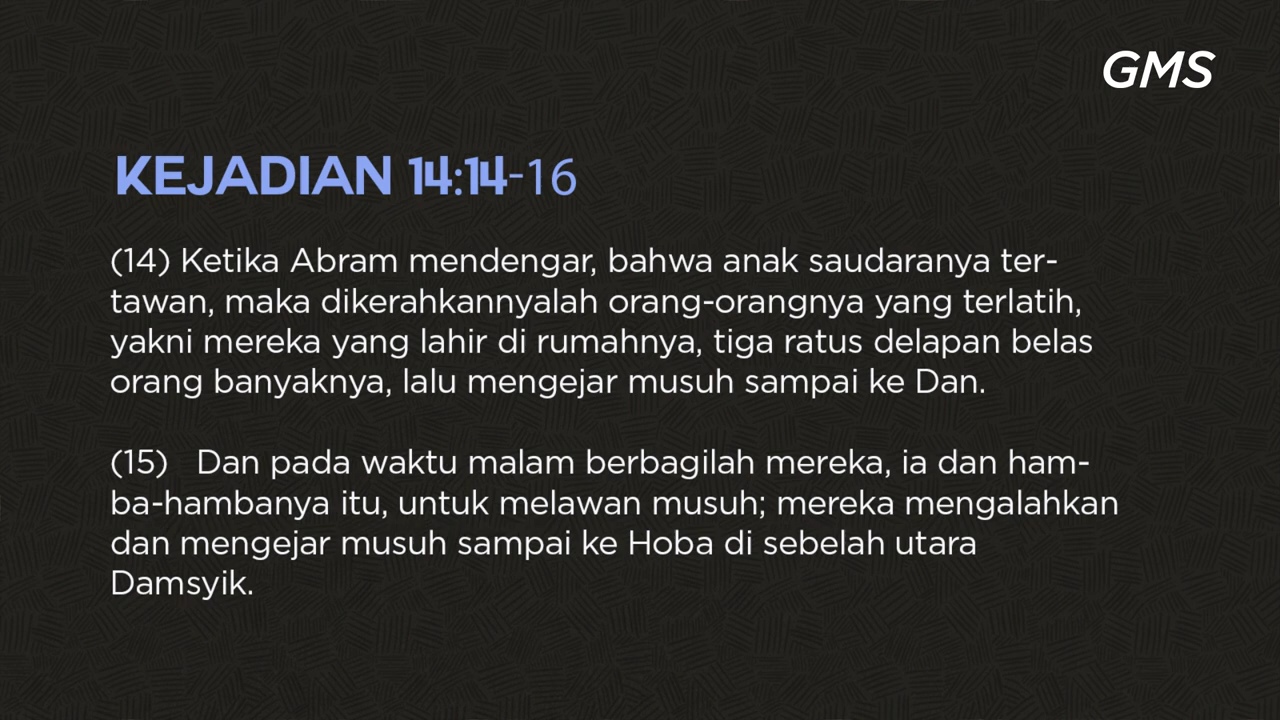 GMS
KEJADIAN 14:14-16
(14) Ketika Abram mendengar, bahwa anak saudaranya ter-
tawan, maka dikerahkannyalah orang-orangnya yang terlatih,
yakni mereka yang lahir di rumahnya, tiga ratus delapan belas
orang banyaknya, lalu mengejar musuh sampai ke Dan.
(15) Dan pada waktu malam berbagilah mereka, ia dan ham-
ba-hambanya itu, untuk melawan musuh; mereka mengalahkan
dan mengejar musuh sampai ke Hoba di sebelah utara
Damsyik.